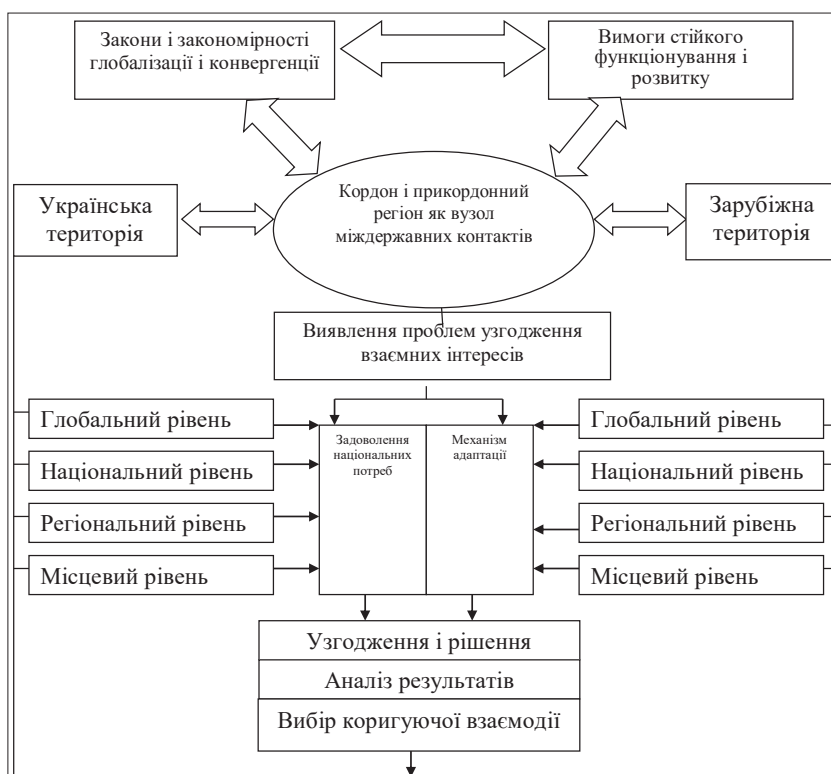 Закони і закономірності
глобалізації і конвергенції
Вимоги стійкого
функціонування і
розвитку
Українська
територія
Кордон і прикордонний
регіон як вузол
міждержавних контактів
Зарубіжна
територія
Виявлення проблем узгодження
взаємних інтересів
Глобальний рівень
Національний рівень
Регіональний рівень
Місцевий рівень
Задоволення
національних
потреб
Механізм
адаптації
Глобальний рівень
Національний рівень
Регіональний рівень
Місцевий рівень
Узгодження і рішення
Аналіз результатів
Вибір коригуючої взаємодії